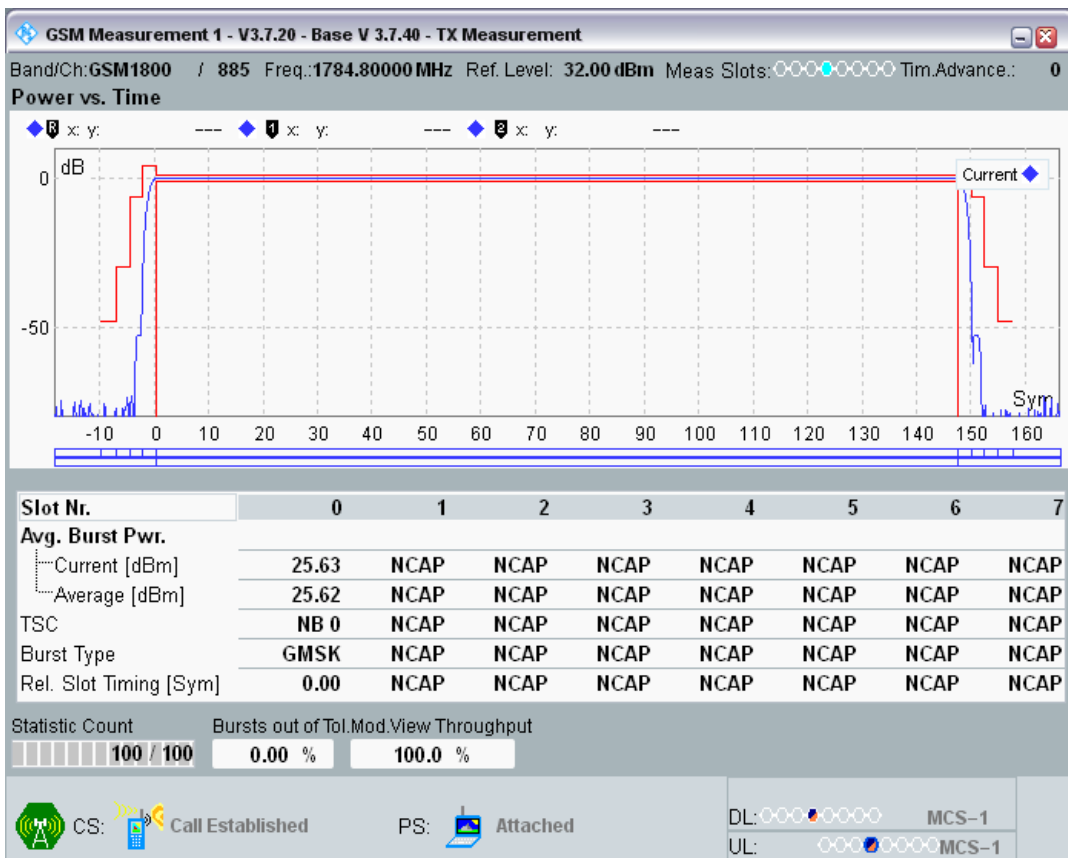 GSM Measurement 1 - V3.7.20 - Base V 3.7.40 - TX Measurement
Band/Ch:GSM1800 / 885 Freq.:1784.80000 MHz Ref. Level: 32.00 dBm Meas Slots: Tim.Advance.: 0
Power vs. Time
R x: y: --- 1 x: y: --- 2 x: y: ---
dB
0
Current
-50
Sym
-10 0 10 20 30 40 50 60 70 80 90 100 110 120 130 140 150 160
Slot Nr. 0 1 2 3 4 5 6 7
Avg. Burst Pwr.
Current [dBm] 25.63 NCAP NCAP NCAP NCAP NCAP NCAP NCAP
Average [dBm] 25.62 NCAP NCAP NCAP NCAP NCAP NCAP NCAP
TSC NB 0 NCAP NCAP NCAP NCAP NCAP NCAP NCAP
Burst Type GMSK NCAP NCAP NCAP NCAP NCAP NCAP NCAP
Rel. Slot Timing [Sym] 0.00 NCAP NCAP NCAP NCAP NCAP NCAP NCAP
Statistic Count Bursts out of Tol. Mod.View Throughput
100 / 100 0.00 % 100.0 %
CS: Call Established PS: Attached
DL: MCS-1
UL: MCS-1